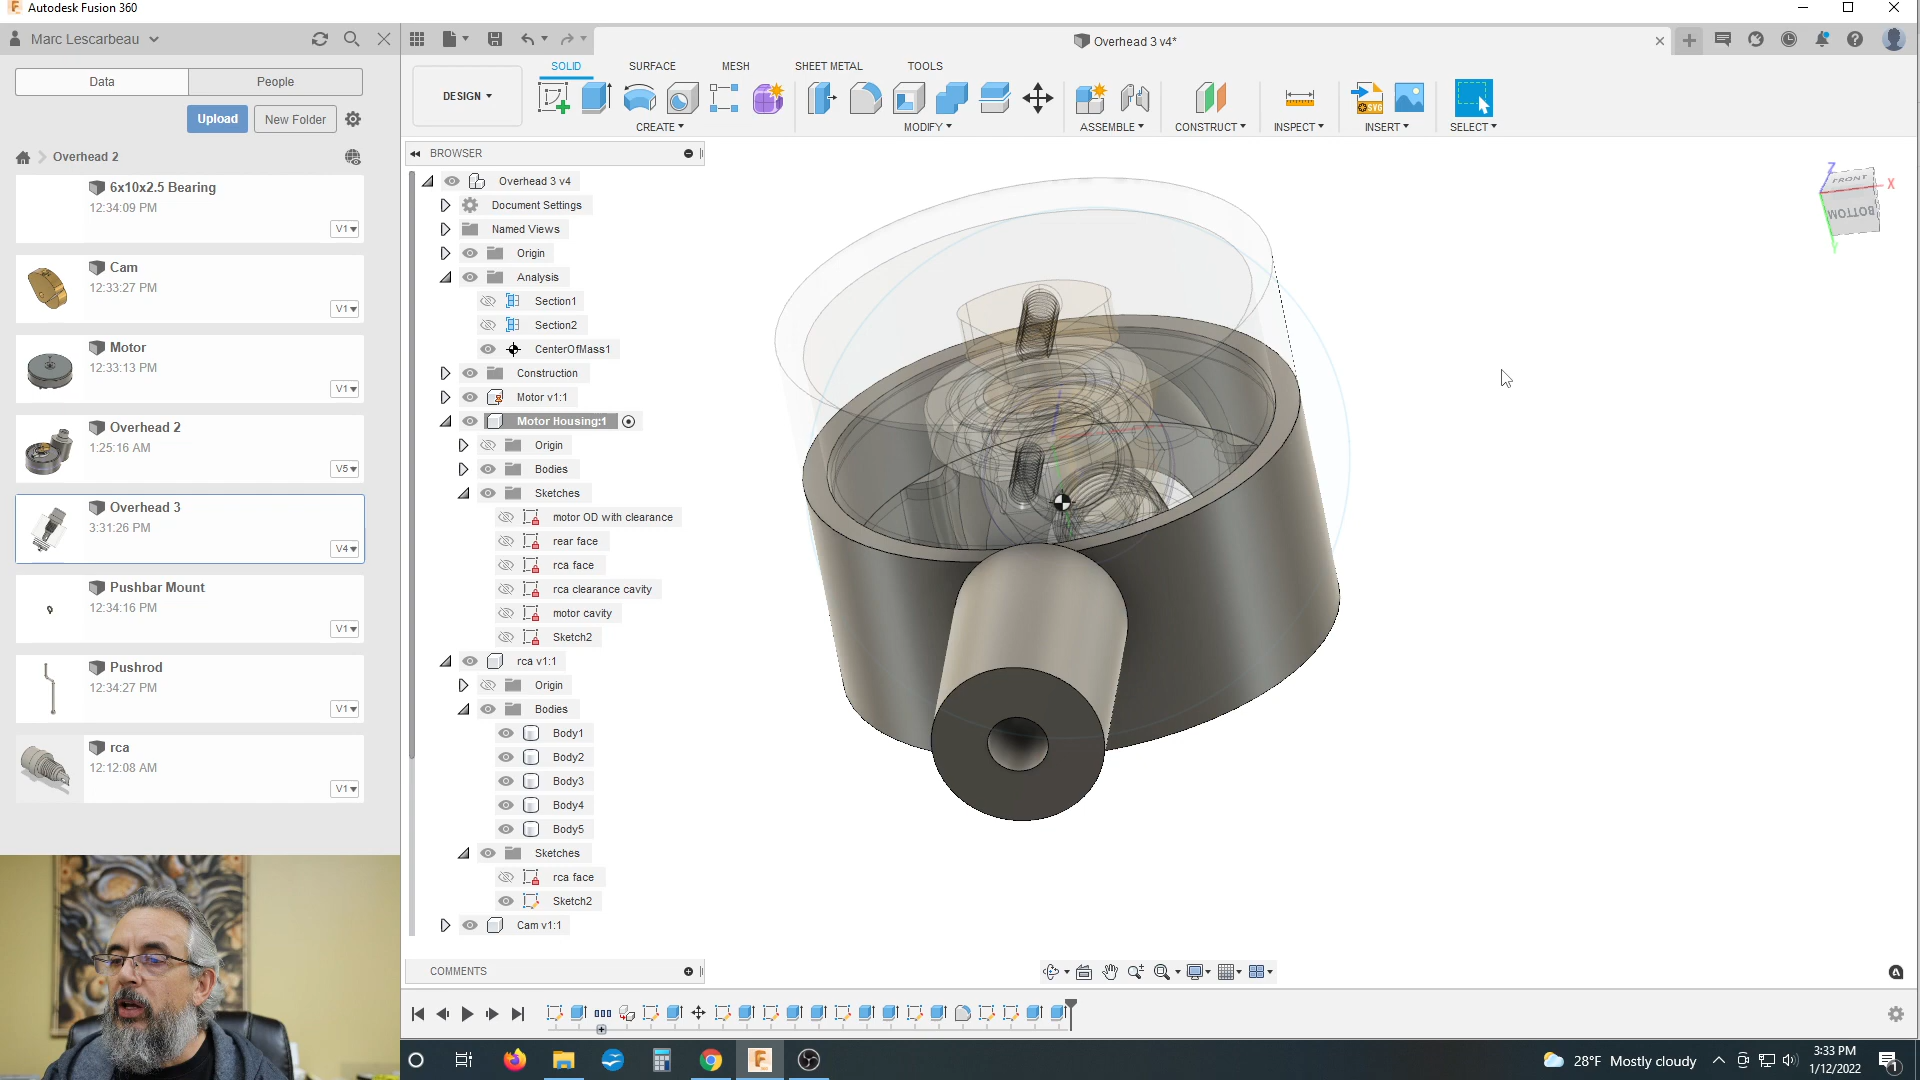 Autodesk Fusion 360
Marc Lescarbeau
Overhead 3 v4*
Data
People
Upload
New Folder
Overhead 2
6x10x2.5 Bearing
12:34:09 PM
V1
Cam
12:33:27 PM
V1
Motor
12:33:13 PM
V1
Overhead 2
1:25:16 AM
V5
Overhead 3
3:31:26 PM
V4
Pushbar Mount
12:34:16 PM
V1
Pushrod
12:34:27 PM
V1
rca
12:12:08 AM
V1
DESIGN
SOLID
SURFACE
MESH
SHEET METAL
TOOLS
CREATE
MODIFY
ASSEMBLE
CONSTRUCT
INSPECT
INSERT
SELECT
SVG
BROWSER
Overhead 3 v4
Document Settings
Named Views
Origin
Analysis
Section1
Section2
CenterOfMass1
Construction
Motor v1:1
Motor Housing:1
Origin
Bodies
Sketches
motor OD with clearance
rear face
rca face
rca clearance cavity
motor cavity
Sketch2
rca v1:1
Origin
Bodies
Body1
Body2
Body3
Body4
Body5
Sketches
rca face
Sketch2
Cam v1:1
COMMENTS
Z
FRONT
X
BOTTOM
Y
28°F Mostly cloudy
3:33 PM
1/12/2022
1